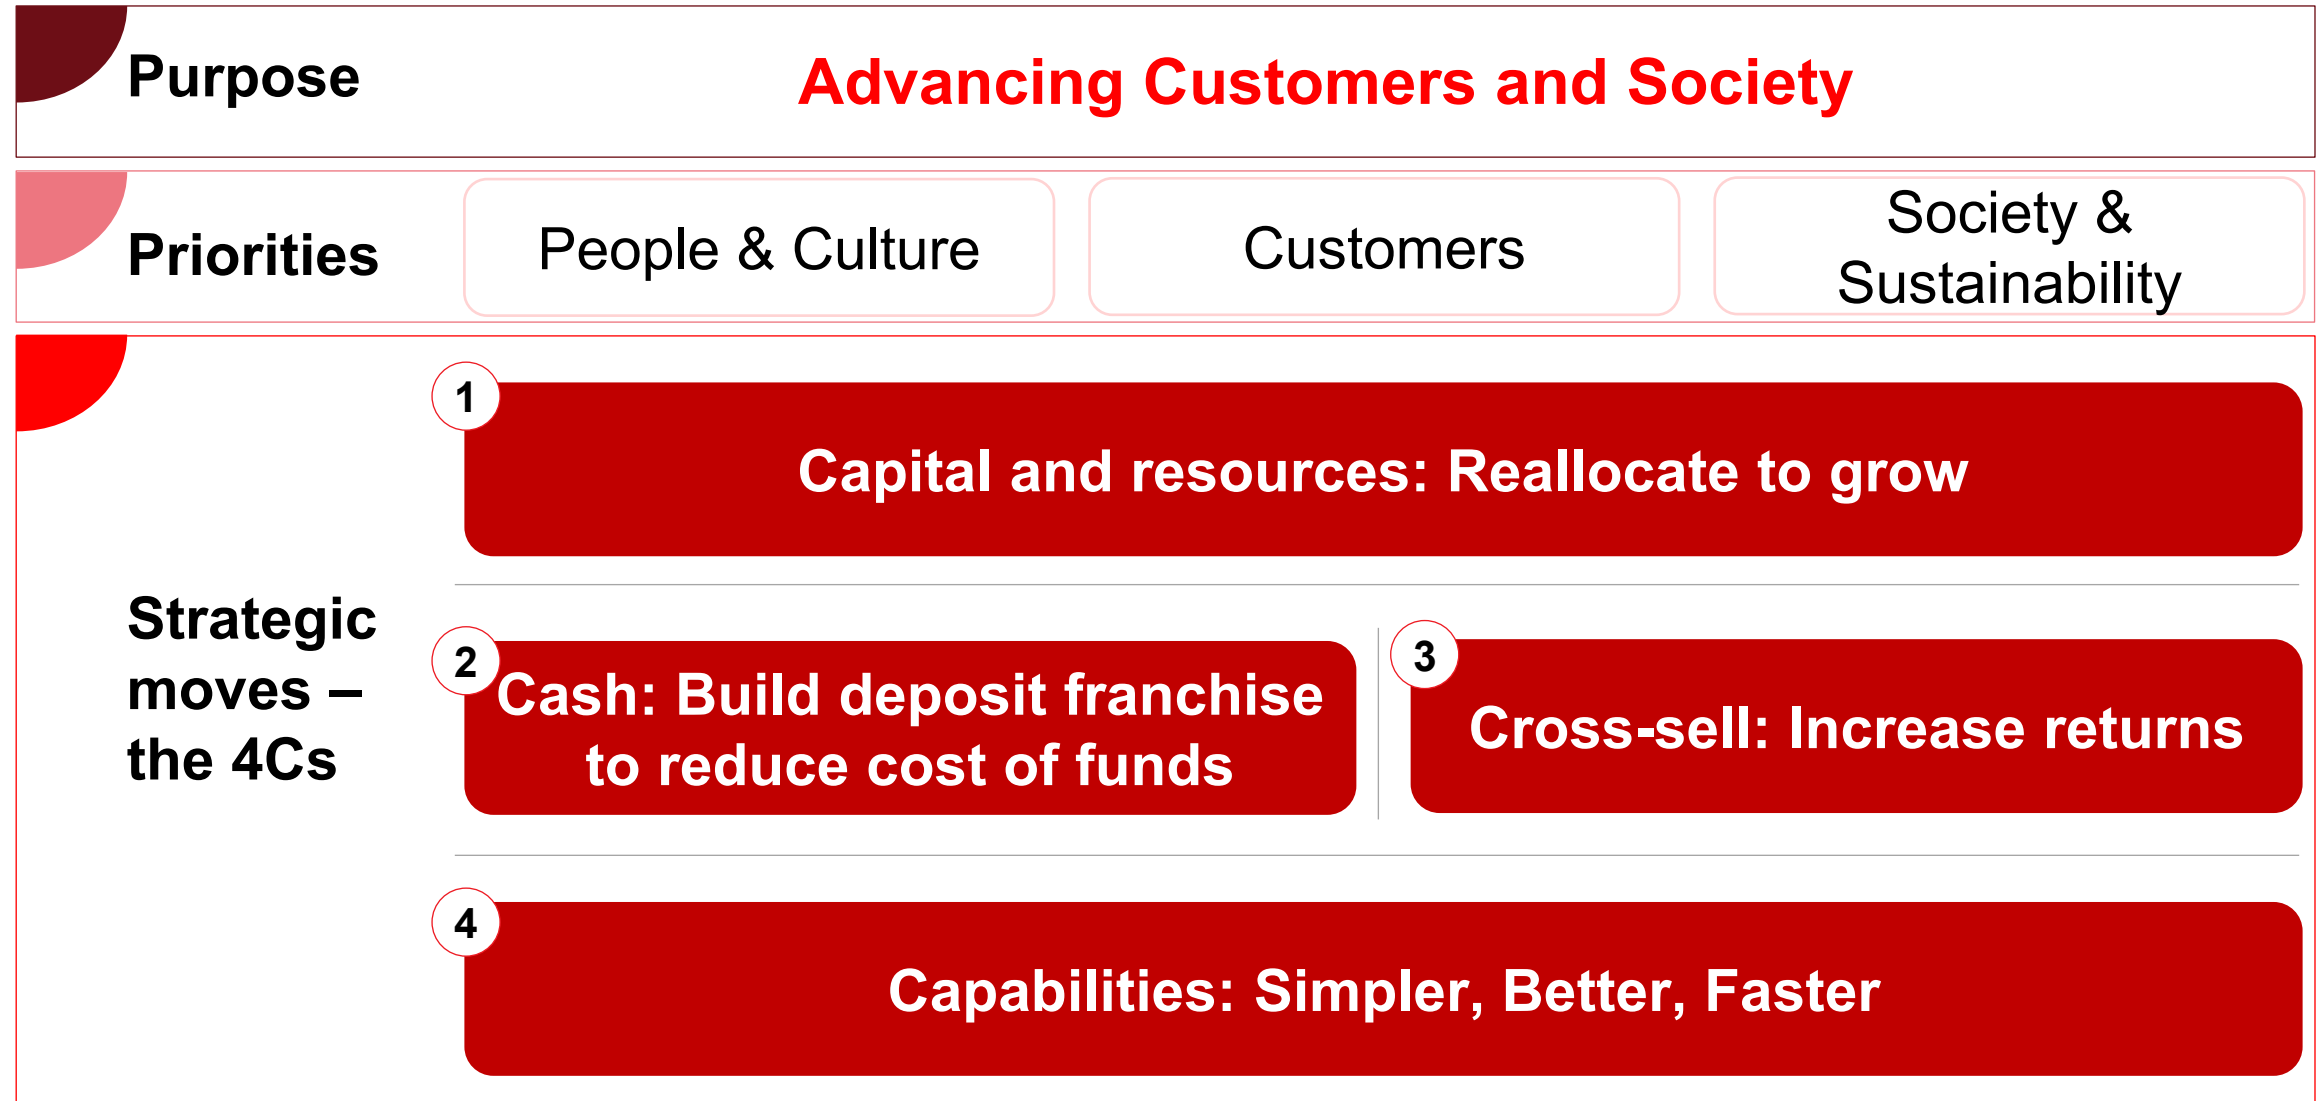 Purpose
Advancing Customers and Society
Priorities
People & Culture
Customers
Society &
Sustainability
Strategic
moves –
the 4Cs
1
Capital and resources: Reallocate to grow
2
Cash: Build deposit franchise
to reduce cost of funds
3
Cross-sell: Increase returns
4
Capabilities: Simpler, Better, Faster